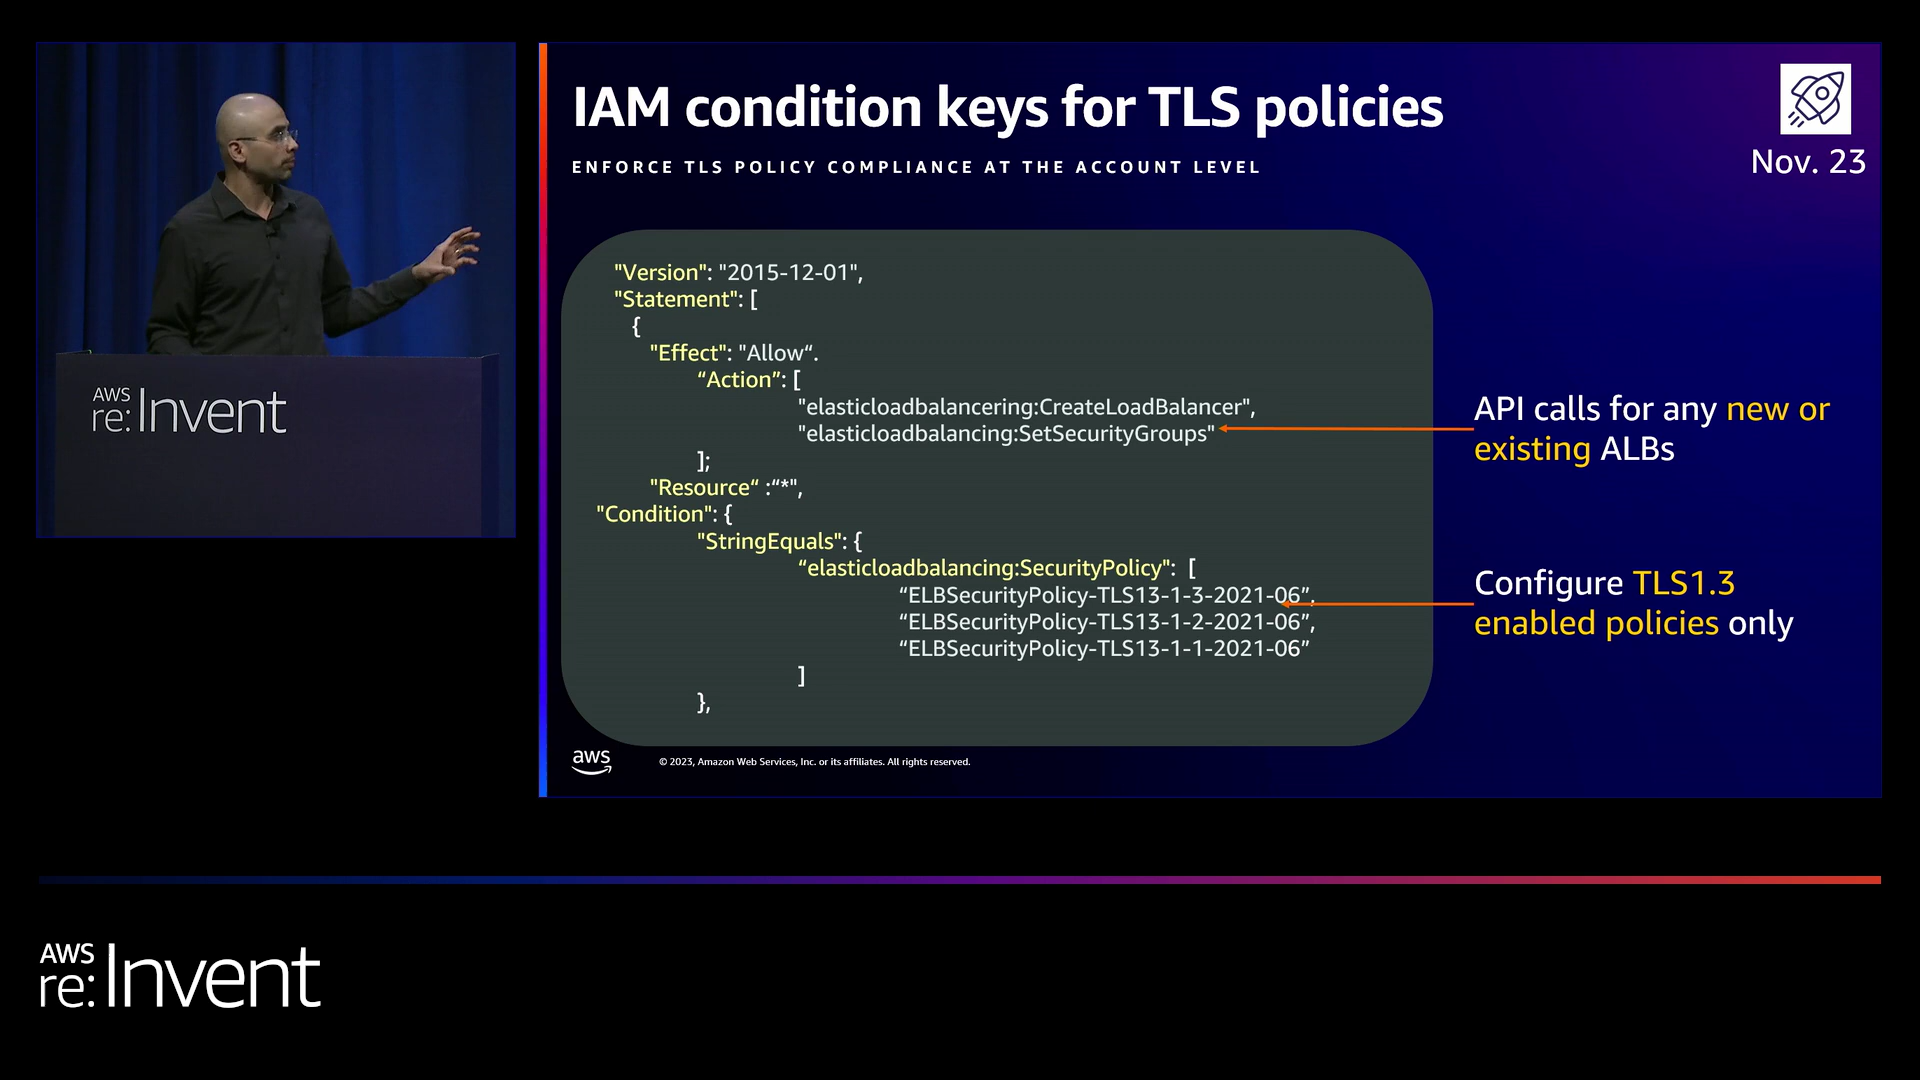 AWS
re:Invent
IAM condition keys for TLS policies
ENFORCE TLS POLICY COMPLIANCE AT THE ACCOUNT LEVEL
Nov. 23
"Version": "2015-12-01",
"Statement": [
{
"Effect": "Allow“.
“Action”: [
"elasticloadbalancering:CreateLoadBalancer",
"elasticloadbalancing:SetSecurityGroups"
];
"Resource“ :“*",
"Condition": {
"StringEquals": {
“elasticloadbalancing:SecurityPolicy": [
“ELBSecurityPolicy-TLS13-1-3-2021-06”,
“ELBSecurityPolicy-TLS13-1-2-2021-06”,
“ELBSecurityPolicy-TLS13-1-1-2021-06”
]
},
API calls for any new or
existing ALBs
Configure TLS1.3
enabled policies only
aws
© 2023, Amazon Web Services, Inc. or its affiliates. All rights reserved.
AWS
re:Invent